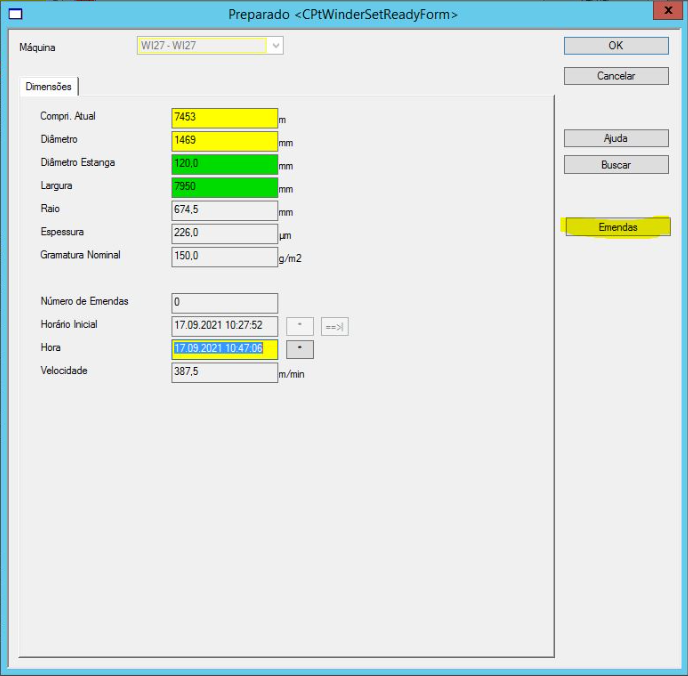 Preparado <CPtWinderSetReadyForm>
x
Máquina
WI27 - WI27
OK
Cancelar
Dimensões
Compri. Atual 7453 m
Ajuda
Diâmetro 1469 mm
Diâmetro Estanga 120,0 mm
Buscar
Largura 7950 mm
Raio 674,5 mm
Emendas
Espessura 226,0 µm
Gramatura Nominal 150,0 g/m2
Número de Emendas 0
Horário Inicial 17.09.2021 10:27:52 * ==>|
Hora 17.09.2021 10:47:06 *
Velocidade 387,5 m/min